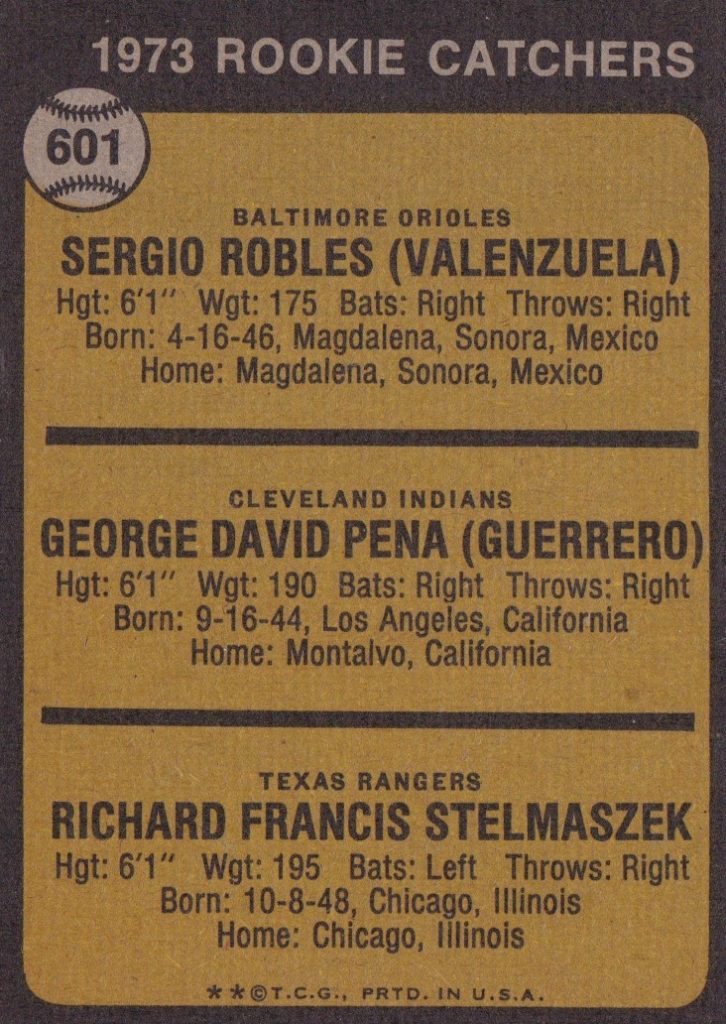 1973 ROOKIE CATCHERS
601
BALTIMORE ORIOLES
SERGIO ROBLES (VALENZUELA)
Hgt: 6'1" Wgt: 175 Bats: Right Throws: Right
Born: 4-16-46, Magdalena, Sonora, Mexico
Home: Magdalena, Sonora, Mexico
CLEVELAND INDIANS
GEORGE DAVID PENA (GUERRERO)
Hgt: 6'1" Wgt: 190 Bats: Right Throws: Right
Born: 9-16-44, Los Angeles, California
Home: Montalvo, California
TEXAS RANGERS
RICHARD FRANCIS STELMASZEK
Hgt: 6'1" Wgt: 195 Bats: Left Throws: Right
Born: 10-8-48, Chicago, Illinois
Home: Chicago, Illinois
**©T.C.G., PRTD. IN U.S.A.